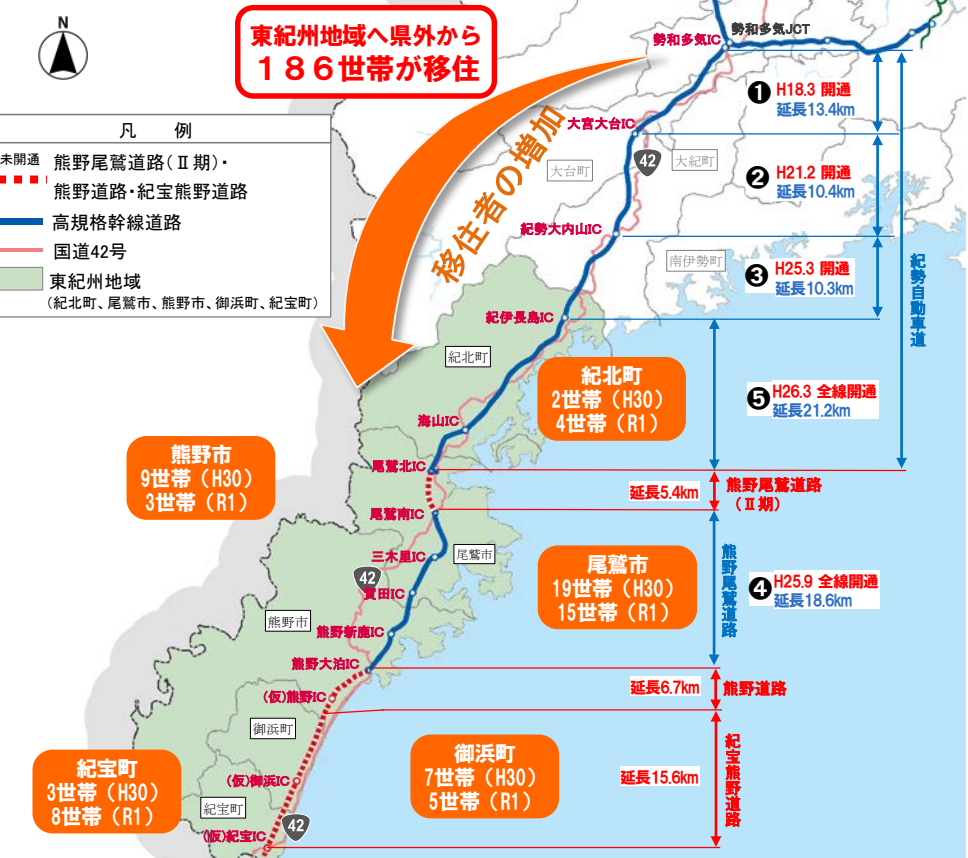 N
東紀州地域へ県外から
186世帯が移住
凡　例
未開通
熊野尾鷲道路(Ⅱ期)・
熊野道路・紀宝熊野道路
高規格幹線道路
国道42号
東紀州地域
(紀北町、尾鷲市、熊野市、御浜町、紀宝町)
移住者の増加
勢和多気IC
勢和多気JCT
大宮大台IC
42
大台町
大紀町
紀勢大内山IC
南伊勢町
紀伊長島IC
紀北町
海山IC
尾鷲北IC
尾鷲南IC
三木里IC
尾鷲市
42
賀田IC
熊野市
熊野新鹿IC
熊野大泊IC
(仮)熊野IC
御浜町
(仮)御浜IC
紀宝町
(仮)紀宝IC
42
❶ H18.3 開通
延長13.4km
❷ H21.2 開通
延長10.4km
❸ H25.3 開通
延長10.3km
紀勢自動車道
❺ H26.3 全線開通
延長21.2km
延長5.4km
熊野尾鷲道路
(Ⅱ期)
熊野尾鷲道路
❹ H25.9 全線開通
延長18.6km
延長6.7km
熊野道路
延長15.6km
紀宝熊野道路
紀北町
2世帯(H30)
4世帯(R1)
熊野市
9世帯(H30)
3世帯(R1)
尾鷲市
19世帯(H30)
15世帯(R1)
御浜町
7世帯(H30)
5世帯(R1)
紀宝町
3世帯(H30)
8世帯(R1)